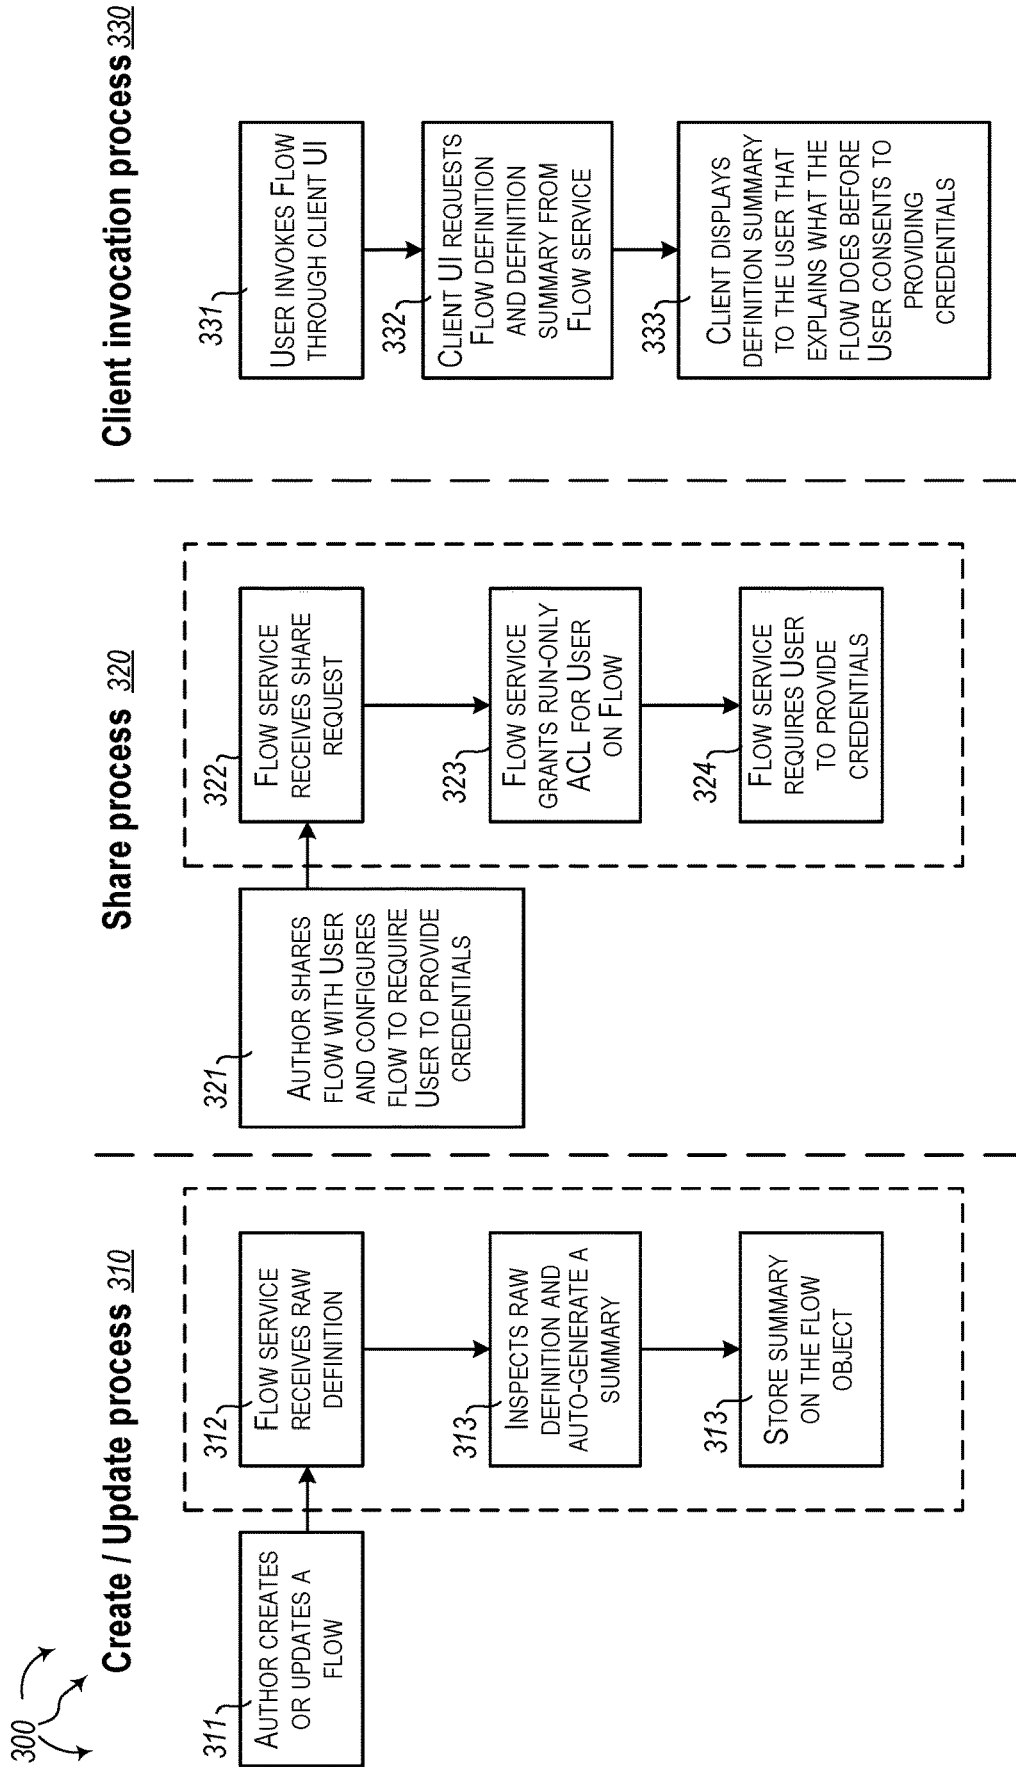 300
Create / Update process 310
311
AUTHOR CREATES
OR UPDATES A
FLOW
312
FLOW SERVICE
RECEIVES RAW
DEFINITION
313
INSPECTS RAW
DEFINITION AND
AUTO-GENERATE A
SUMMARY
313
STORE SUMMARY
ON THE FLOW
OBJECT
Share process 320
321
AUTHOR SHARES
FLOW WITH USER
AND CONFIGURES
FLOW TO REQUIRE
USER TO PROVIDE
CREDENTIALS
322
FLOW SERVICE
RECEIVES SHARE
REQUEST
323
FLOW SERVICE
GRANTS RUN-ONLY
ACL FOR USER
ON FLOW
324
FLOW SERVICE
REQUIRES USER
TO PROVIDE
CREDENTIALS
Client invocation process 330
331
USER INVOKES FLOW
THROUGH CLIENT UI
332
CLIENT UI REQUESTS
FLOW DEFINITION
AND DEFINITION
SUMMARY FROM
FLOW SERVICE
333
CLIENT DISPLAYS
DEFINITION SUMMARY
TO THE USER THAT
EXPLAINS WHAT THE
FLOW DOES BEFORE
USER CONSENTS TO
PROVIDING
CREDENTIALS